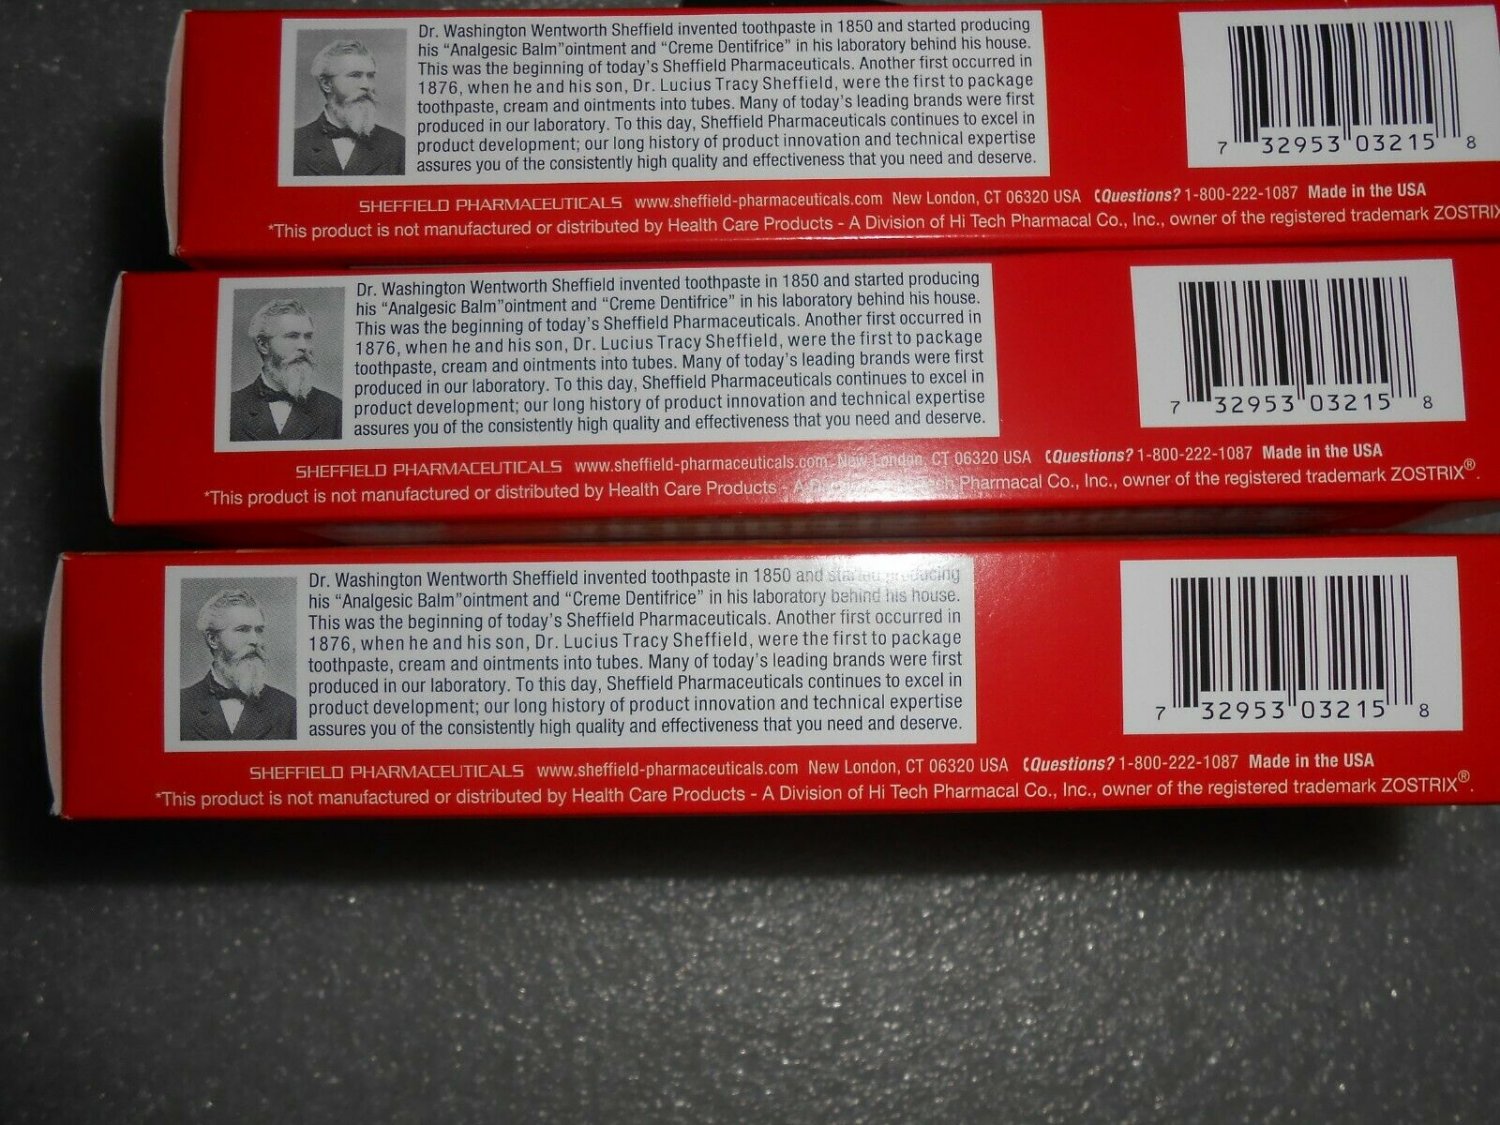 Dr. Washington Wentworth Sheffield invented toothpaste in 1850 and started producing
his “Analgesic Balm”ointment and “Creme Dentifrice” in his laboratory behind his house.
This was the beginning of today's Sheffield Pharmaceuticals. Another first occurred in
1876, when he and his son, Dr. Lucius Tracy Sheffield, were the first to package
toothpaste, cream and ointments into tubes. Many of today's leading brands were first
produced in our laboratory. To this day, Sheffield Pharmaceuticals continues to excel in
product development; our long history of product innovation and technical expertise
assures you of the consistently high quality and effectiveness that you need and deserve.
7 32953 03215 8
SHEFFIELD PHARMACEUTICALS www.sheffield-pharmaceuticals.com New London, CT 06320 USA Questions? 1-800-222-1087 Made in the USA
*This product is not manufactured or distributed by Health Care Products - A Division of Hi Tech Pharmacal Co., Inc., owner of the registered trademark ZOSTRIX
Dr. Washington Wentworth Sheffield invented toothpaste in 1850 and started producing
his “Analgesic Balm”ointment and “Creme Dentifrice” in his laboratory behind his house.
This was the beginning of today's Sheffield Pharmaceuticals. Another first occurred in
1876, when he and his son, Dr. Lucius Tracy Sheffield, were the first to package
toothpaste, cream and ointments into tubes. Many of today's leading brands were first
produced in our laboratory. To this day, Sheffield Pharmaceuticals continues to excel in
product development; our long history of product innovation and technical expertise
assures you of the consistently high quality and effectiveness that you need and deserve.
7 32953 03215 8
SHEFFIELD PHARMACEUTICALS www.sheffield-pharmaceuticals.com New London, CT 06320 USA Questions? 1-800-222-1087 Made in the USA
*This product is not manufactured or distributed by Health Care Products - A Division of Hi Tech Pharmacal Co., Inc., owner of the registered trademark ZOSTRIX®.
Dr. Washington Wentworth Sheffield invented toothpaste in 1850 and started producing
his “Analgesic Balm”ointment and “Creme Dentifrice” in his laboratory behind his house.
This was the beginning of today's Sheffield Pharmaceuticals. Another first occurred in
1876, when he and his son, Dr. Lucius Tracy Sheffield, were the first to package
toothpaste, cream and ointments into tubes. Many of today's leading brands were first
produced in our laboratory. To this day, Sheffield Pharmaceuticals continues to excel in
product development; our long history of product innovation and technical expertise
assures you of the consistently high quality and effectiveness that you need and deserve.
7 32953 03215 8
SHEFFIELD PHARMACEUTICALS www.sheffield-pharmaceuticals.com New London, CT 06320 USA Questions? 1-800-222-1087 Made in the USA
*This product is not manufactured or distributed by Health Care Products - A Division of Hi Tech Pharmacal Co., Inc., owner of the registered trademark ZOSTRIX®.